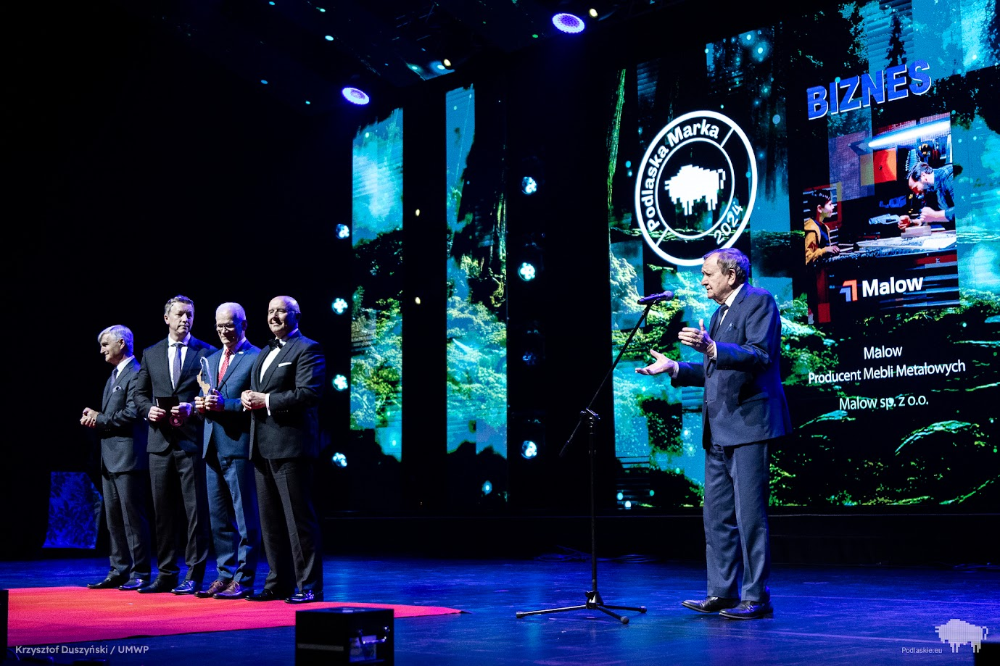 BIZNES
Podlaska Marka
2024
Malow
Malow
Producent Mebli Metalowych
Malow sp. z o.o.
Krzysztof Duszyński / UMWP
Podlaskie.eu